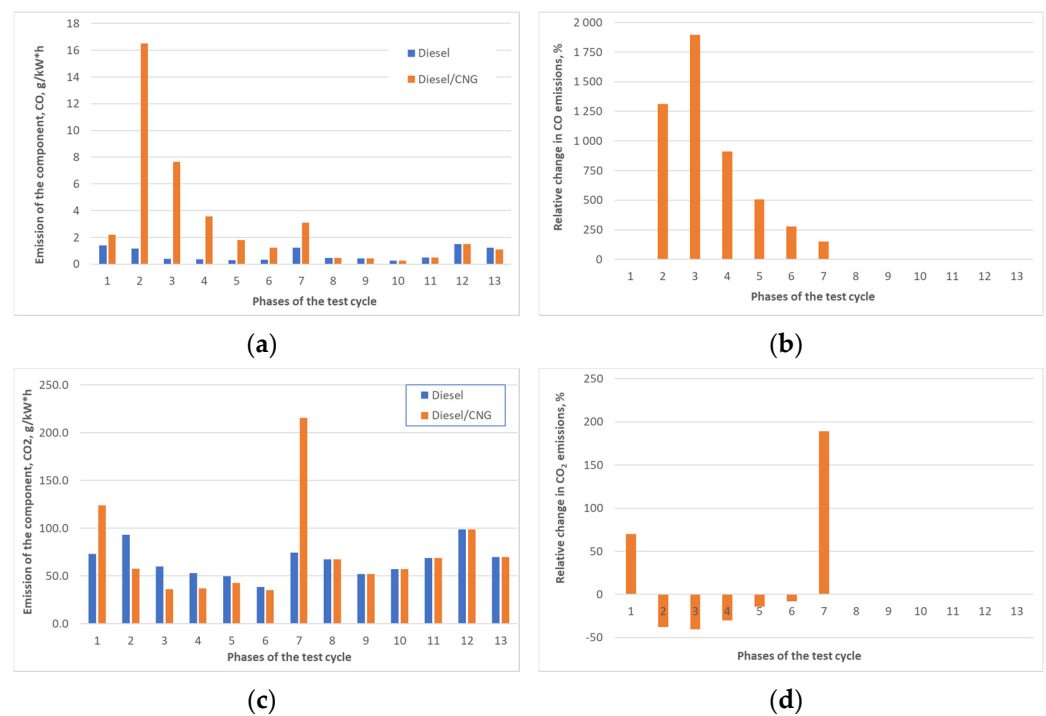 Emission of the component, CO, g/kW*h
18
16
14
12
10
8
6
4
2
0
Diesel
Diesel/CNG
1 2 3 4 5 6 7 8 9 10 11 12 13
Phases of the test cycle
(a)
Relative change in CO emissions, %
2 000
1 750
1 500
1 250
1 000
750
500
250
0
1 2 3 4 5 6 7 8 9 10 11 12 13
Phases of the test cycle
(b)
Emission of the component, CO2, g/kW*h
250.0
200.0
150.0
100.0
50.0
0.0
Diesel
Diesel/CNG
1 2 3 4 5 6 7 8 9 10 11 12 13
Phases of the test cycle
(c)
Relative change in CO₂ emissions, %
250
200
150
100
50
0
-50
1 2 3 4 5 6 7 8 9 10 11 12 13
Phases of the test cycle
(d)